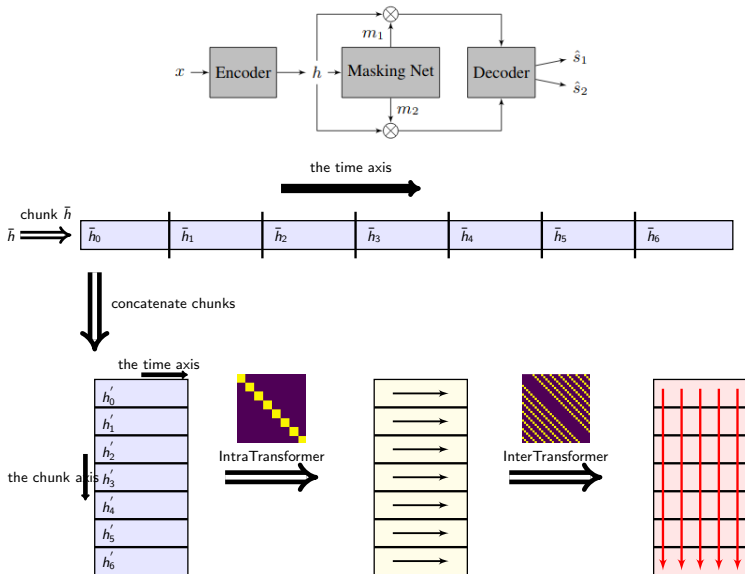 m₁
x Encoder h Masking Net Decoder ŝ₁
ŝ₂
m₂
the time axis
chunk h̄
h̄ h̄₀ h̄₁ h̄₂ h̄₃ h̄₄ h̄₅ h̄₆
concatenate chunks
the time axis
h′₀
h′₁
h′₂
IntraTransformer InterTransformer
the chunk axis h′₃
h′₄
h′₅
h′₆